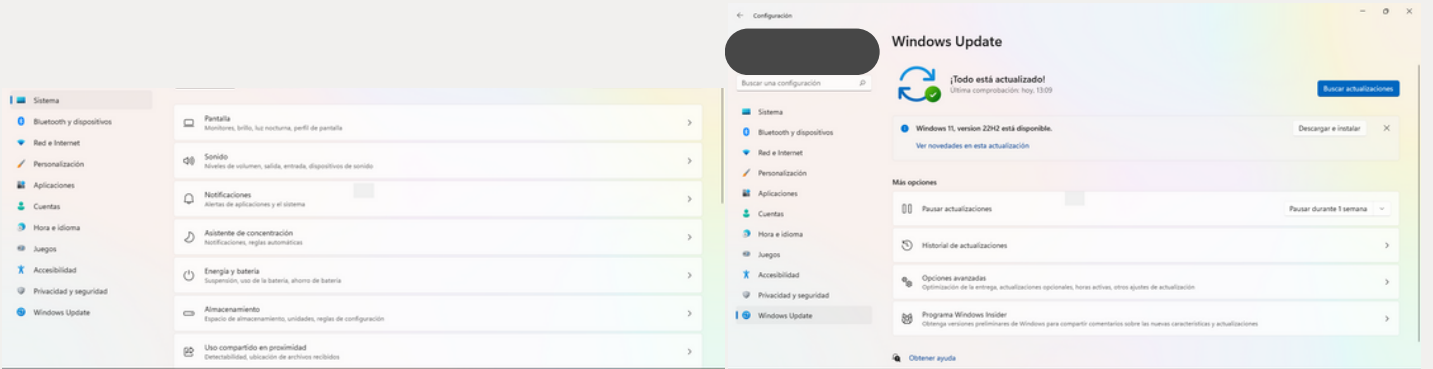 Sistema
Bluetooth y dispositivos
Red e Internet
Personalización
Aplicaciones
Cuentas
Hora e idioma
Juegos
Accesibilidad
Privacidad y seguridad
Windows Update
Pantalla
Monitores, brillo, luz nocturna, perfil de pantalla
Sonido
Niveles de volumen, salida, entrada, dispositivos de sonido
Notificaciones
Alertas de aplicaciones y el sistema
Asistente de concentración
Notificaciones, reglas automáticas
Energía y batería
Suspensión, uso de la batería, ahorro de batería
Almacenamiento
Espacio de almacenamiento, unidades, reglas de configuración
Uso compartido en proximidad
Detectabilidad, ubicación de archivos recibidos
Configuración
Buscar una configuración
Sistema
Bluetooth y dispositivos
Red e Internet
Personalización
Aplicaciones
Cuentas
Hora e idioma
Juegos
Accesibilidad
Privacidad y seguridad
Windows Update
Windows Update
¡Todo está actualizado!
Última comprobación: hoy, 13:09
Buscar actualizaciones
Windows 11, version 22H2 está disponible.
Descargar e instalar
Ver novedades en esta actualización
Más opciones
Pausar actualizaciones
Pausar durante 1 semana
Historial de actualizaciones
Opciones avanzadas
Optimización de la entrega, actualizaciones opcionales, horas activas, otros ajustes de actualización
Programa Windows Insider
Obtenga versiones preliminares de Windows para compartir comentarios sobre las nuevas características y actualizaciones
Obtener ayuda